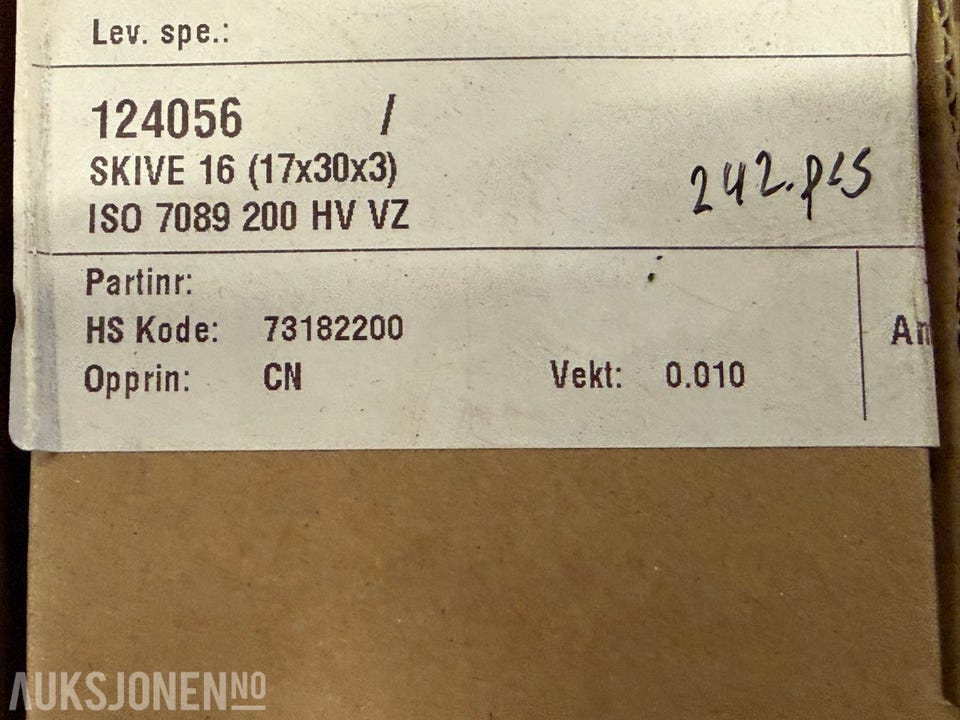 Lev. spe.:
124056 /
SKIVE 16 (17x30x3)
ISO 7089 200 HV VZ
242.pcs
Partinr:
HS Kode: 73182200
Opprin: CN Vekt: 0.010
AUKSJONEN NO